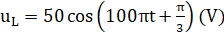 u_L = 50 cos (100πt + π/3) (V)